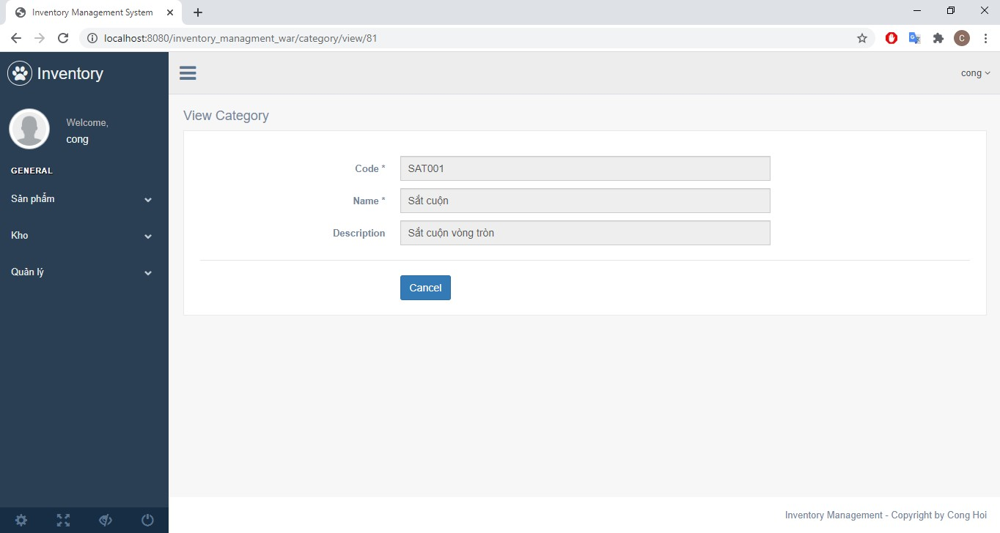 Inventory Management System
localhost:8080/inventory_managment_war/category/view/81
C
Inventory
cong
Welcome,
cong
GENERAL
Sản phẩm
Kho
Quản lý
View Category
Code * SAT001
Name * Sắt cuộn
Description Sắt cuộn vòng tròn
Cancel
Inventory Management - Copyright by Cong Hoi